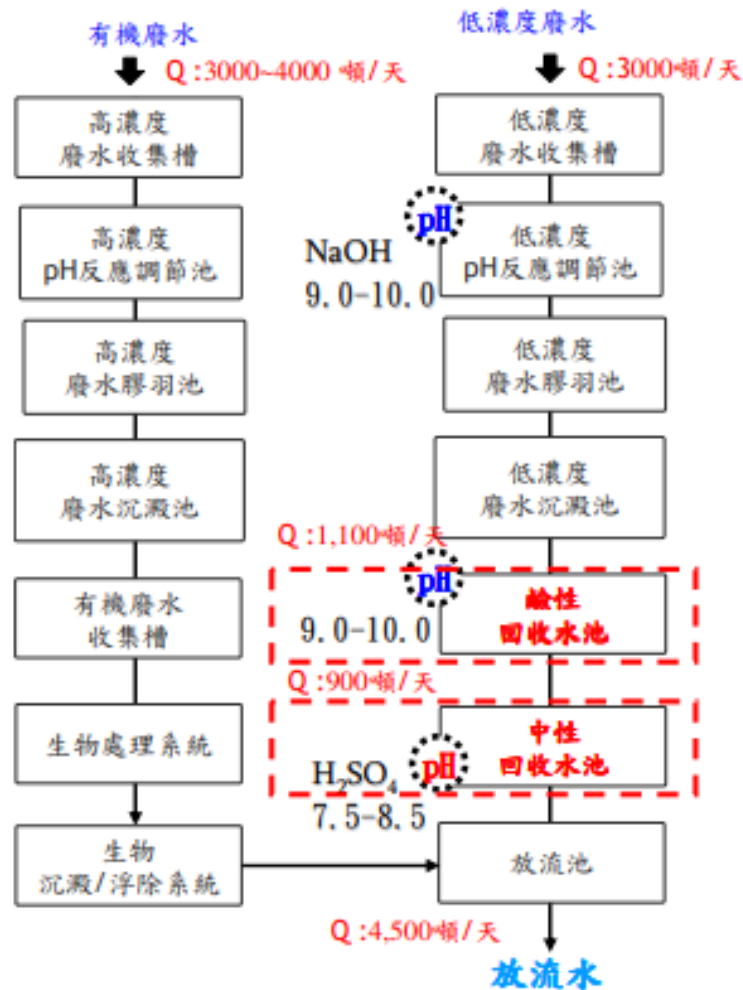 有機廢水
Q:3000~4000 噸/天
高濃度
廢水收集槽
高濃度
pH反應調節池
高濃度
廢水膠羽池
高濃度
廢水沉澱池
有機廢水
收集槽
生物處理系統
生物
沉澱/浮除系統
低濃度廢水
Q:3000噸/天
低濃度
廢水收集槽
pH
NaOH
9.0-10.0
低濃度
pH反應調節池
低濃度
廢水膠羽池
低濃度
廢水沉澱池
Q:1,100噸/天
pH
9.0-10.0
鹼性
回收水池
Q:900噸/天
中性
回收水池
pH
H₂SO₄
7.5-8.5
放流池
Q:4,500噸/天
放流水